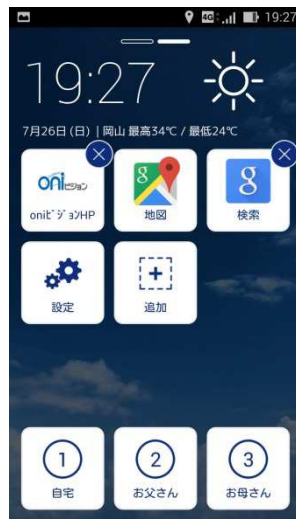 4G 19:27
19:27
7月26日 (日) | 岡山 最高34℃ / 最低24℃
oniビジョン
8
8
oniビジョンHP
地図
検索
設定
追加
1
2
3
自宅
お父さん
お母さん